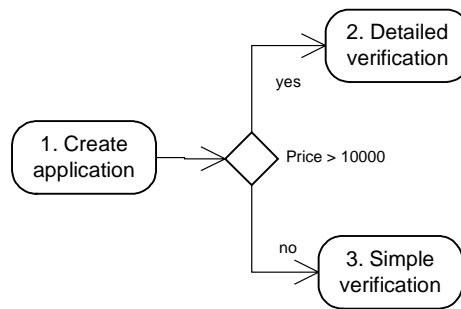 2. Detailed
verification
yes
1. Create
application
Price > 10000
no
3. Simple
verification